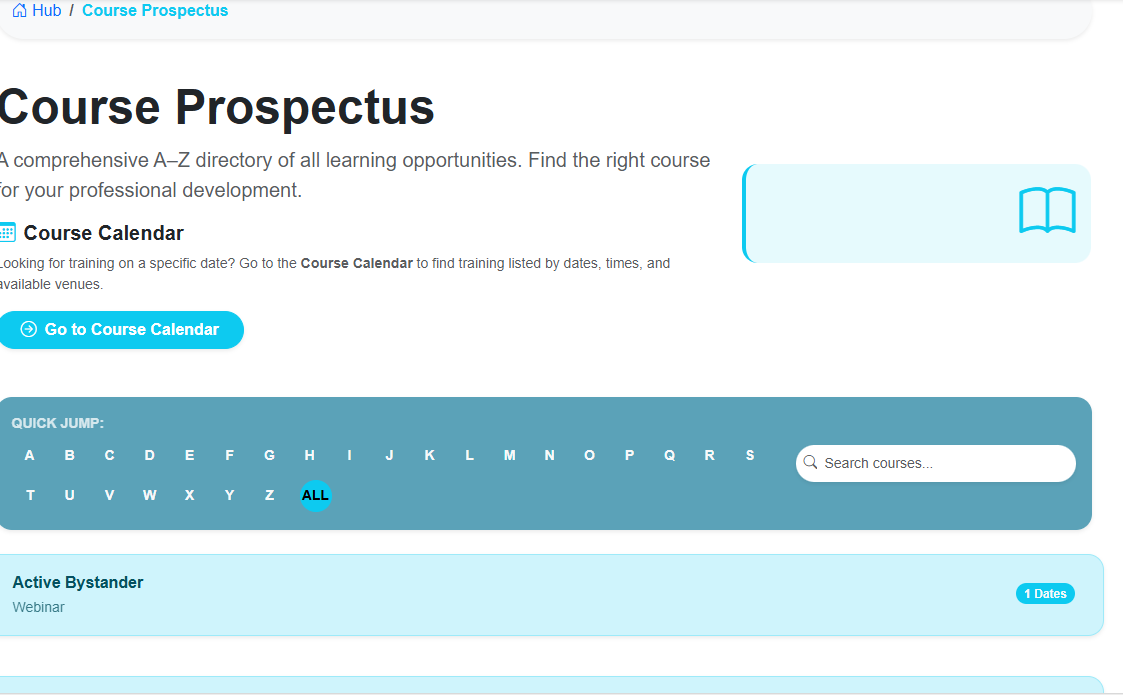 Hub / Course Prospectus
Course Prospectus
A comprehensive A–Z directory of all learning opportunities. Find the right course
for your professional development.
Course Calendar
Looking for training on a specific date? Go to the Course Calendar to find training listed by dates, times, and
available venues.
Go to Course Calendar
QUICK JUMP:
A B C D E F G H I J K L M N O P Q R S
T U V W X Y Z ALL
Search courses...
Active Bystander
Webinar
1 Dates